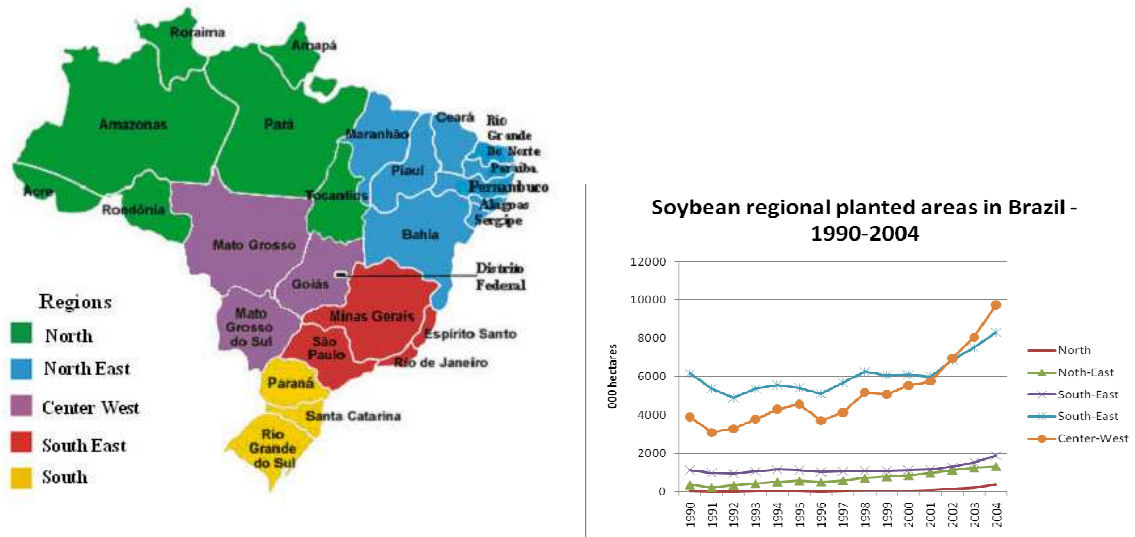 Roraima
Amapá
Amazonas
Pará
Maranhão
Ceará
Rio
Grande
Do Norte
Paraiba
Piauí
Pernambuco
Acre
Tocantins
Alagoas
Sergipe
Rondônia
Bahia
Mato Grosso
Goiás
Distrito
Federal
Mato
Grosso
do Sul
Minas Gerais
Espírito Santo
São
Paulo
Rio de Janeiro
Paraná
Santa Catarina
Rio
Grande
do Sul
Regions
North
North East
Center West
South East
South
Soybean regional planted areas in Brazil -
1990-2004
000 hectares
12000
10000
8000
6000
4000
2000
0
1990
1991
1992
1993
1994
1995
1996
1997
1998
1999
2000
2001
2002
2003
2004
North
Noth-East
South-East
South-East
Center-West